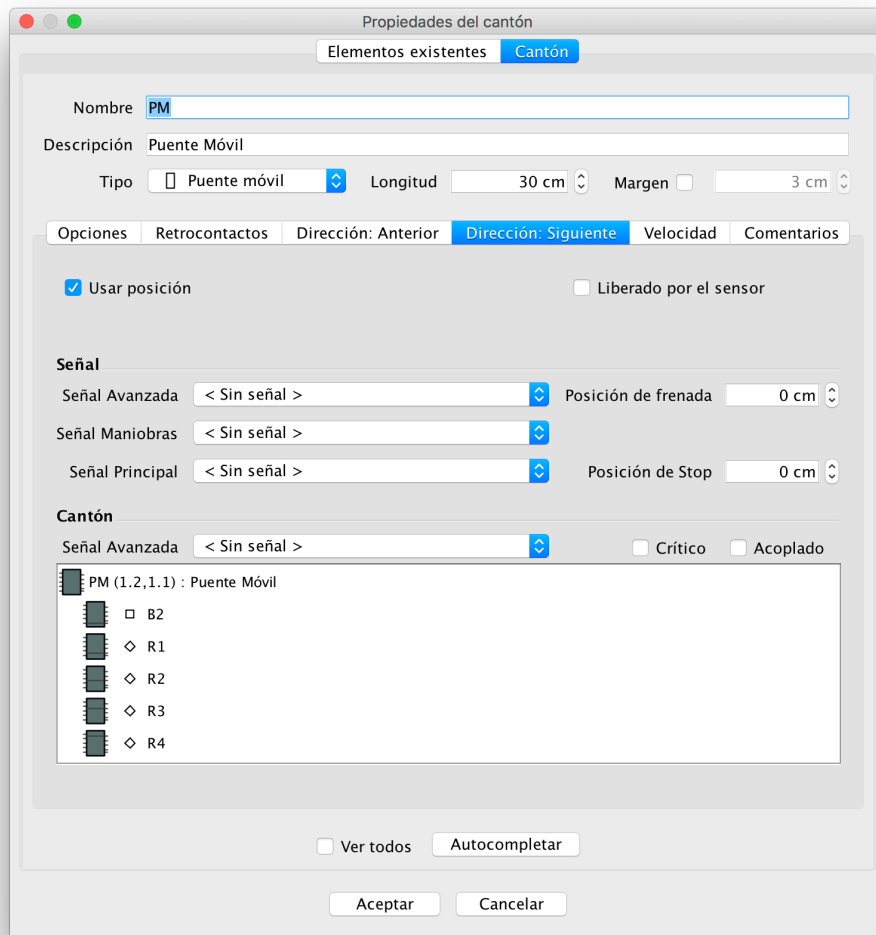 Propiedades del cantón
Elementos existentes Cantón
Nombre PM
Descripción Puente Móvil
Tipo Puente móvil Longitud 30 cm Margen 3 cm
Opciones Retrocontactos Dirección: Anterior Dirección: Siguiente Velocidad Comentarios
Usar posición Liberado por el sensor
Señal
Señal Avanzada < Sin señal > Posición de frenada 0 cm
Señal Maniobras < Sin señal >
Señal Principal < Sin señal > Posición de Stop 0 cm
Cantón
Señal Avanzada < Sin señal > Crítico Acoplado
PM (1.2,1.1) : Puente Móvil
B2
R1
R2
R3
R4
Ver todos Autocompletar
Aceptar Cancelar